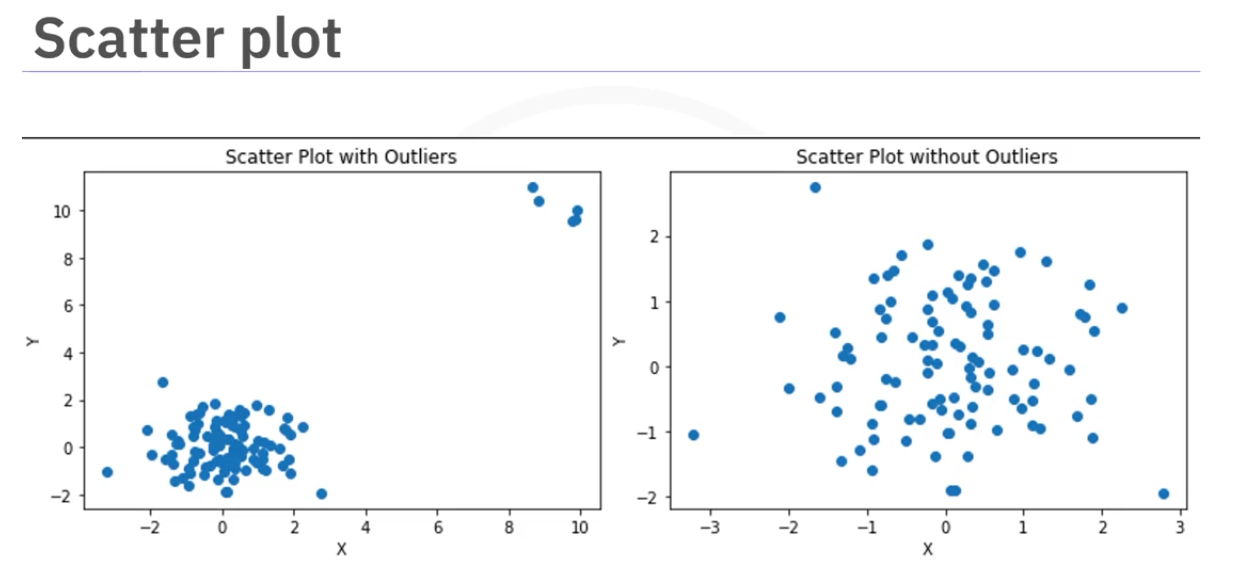 Scatter plot
Scatter Plot with Outliers
10
8
6
4
2
0
−2
Y
−2 0 2 4 6 8 10
X
Scatter Plot without Outliers
2
1
0
−1
−2
Y
−3 −2 −1 0 1 2 3
X